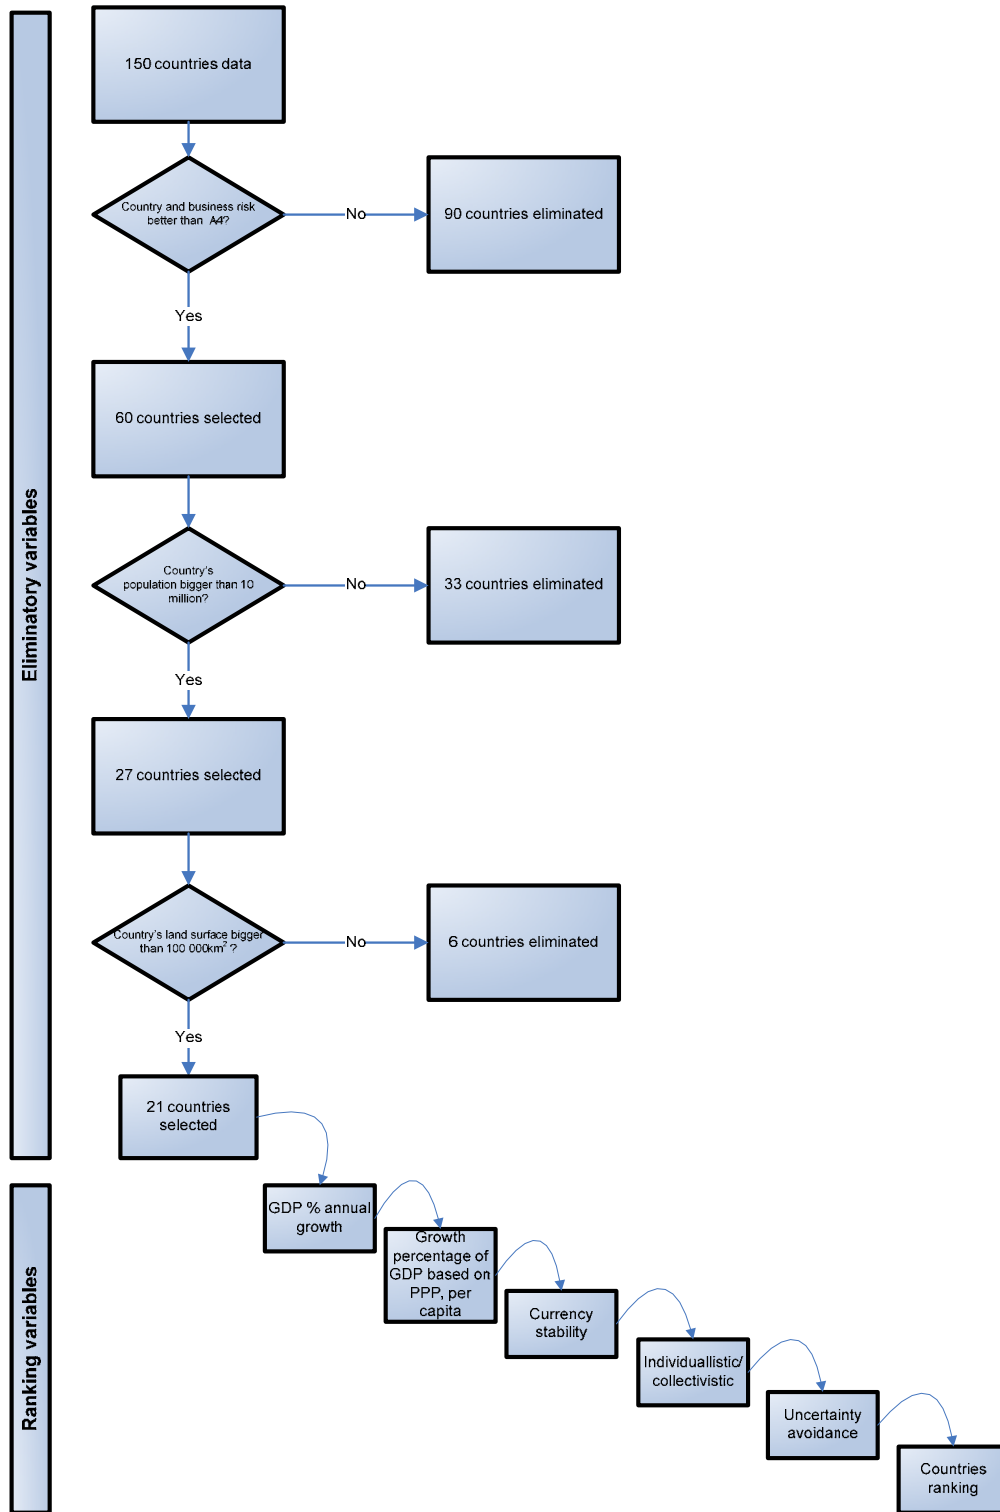 Eliminatory variables
150 countries data
Country and business risk
better than A4?
No
90 countries eliminated
Yes
60 countries selected
Country's
population bigger than 10
million?
No
33 countries eliminated
Yes
27 countries selected
Country's land surface bigger
than 100 000km² ?
No
6 countries eliminated
Yes
21 countries
selected
Ranking variables
GDP % annual
growth
Growth
percentage of
GDP based on
PPP, per
capita
Currency
stability
Individuallistic/
collectivistic
Uncertainty
avoidance
Countries
ranking